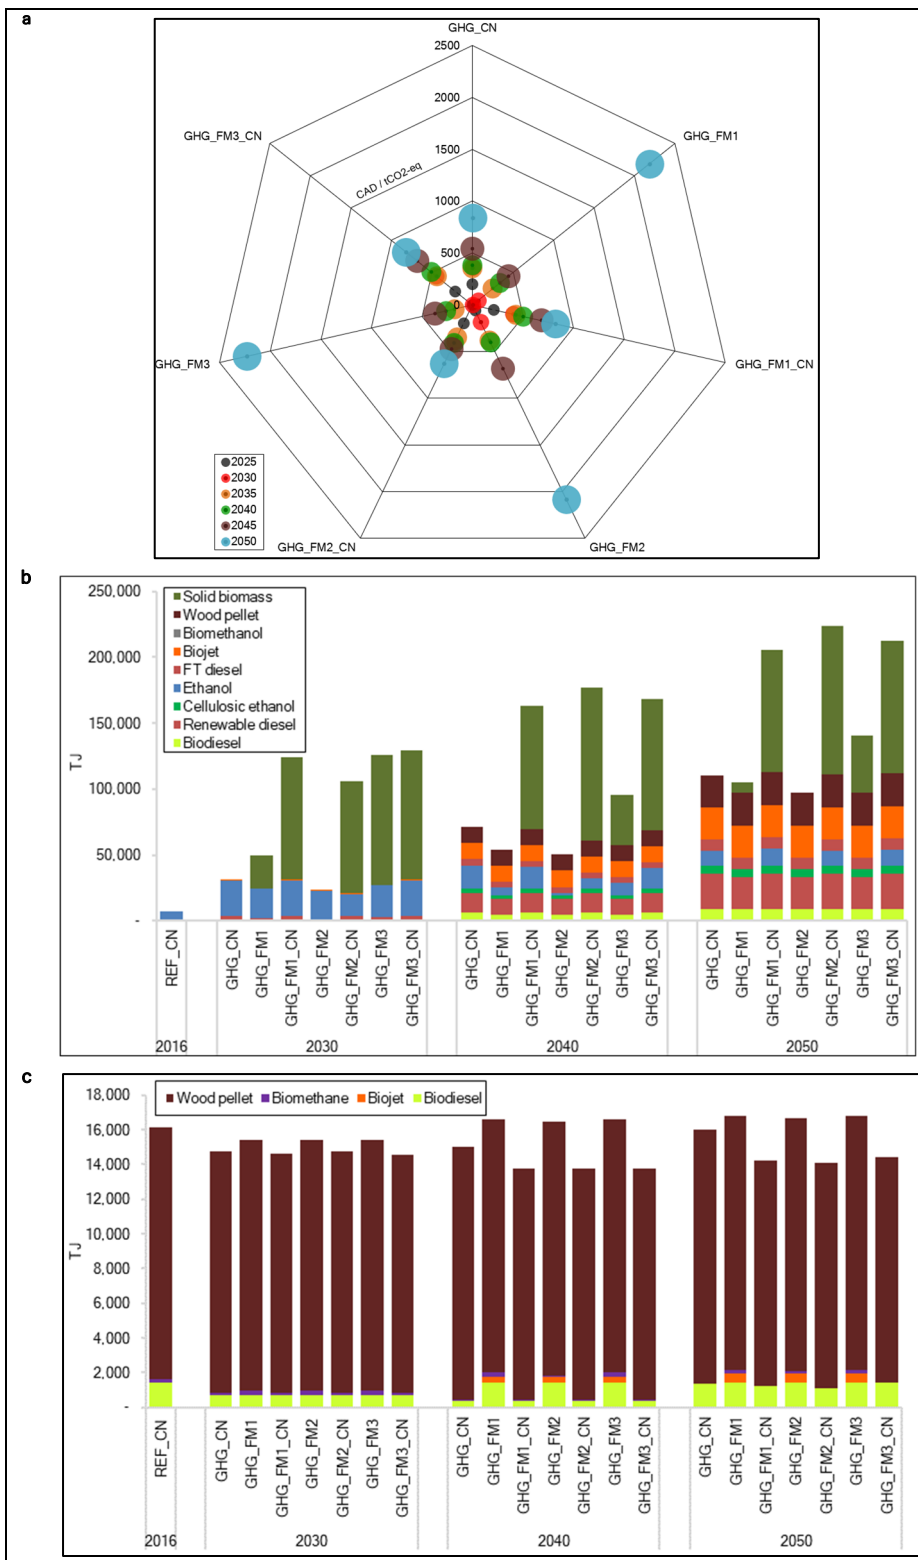 a
GHG_CN
2500
2000
1500
1000
500
0
GHG_FM3_CN
GHG_FM1
CAD / tCO2-eq
GHG_FM3
GHG_FM1_CN
GHG_FM2_CN
GHG_FM2
2025
2030
2035
2040
2045
2050
b
250,000
200,000
150,000
100,000
50,000
-
TJ
Solid biomass
Wood pellet
Biomethanol
Biojet
FT diesel
Ethanol
Cellulosic ethanol
Renewable diesel
Biodiesel
REF_CN
GHG_CN
GHG_FM1
GHG_FM1_CN
GHG_FM2
GHG_FM2_CN
GHG_FM3
GHG_FM3_CN
GHG_CN
GHG_FM1
GHG_FM1_CN
GHG_FM2
GHG_FM2_CN
GHG_FM3
GHG_FM3_CN
GHG_CN
GHG_FM1
GHG_FM1_CN
GHG_FM2
GHG_FM2_CN
GHG_FM3
GHG_FM3_CN
2016 2030 2040 2050
c
Wood pellet Biomethane Biojet Biodiesel
18,000
16,000
14,000
12,000
10,000
8,000
6,000
4,000
2,000
-
TJ
REF_CN
GHG_CN
GHG_FM1
GHG_FM1_CN
GHG_FM2
GHG_FM2_CN
GHG_FM3
GHG_FM3_CN
GHG_CN
GHG_FM1
GHG_FM1_CN
GHG_FM2
GHG_FM2_CN
GHG_FM3
GHG_FM3_CN
GHG_CN
GHG_FM1
GHG_FM1_CN
GHG_FM2
GHG_FM2_CN
GHG_FM3
GHG_FM3_CN
2016 2030 2040 2050